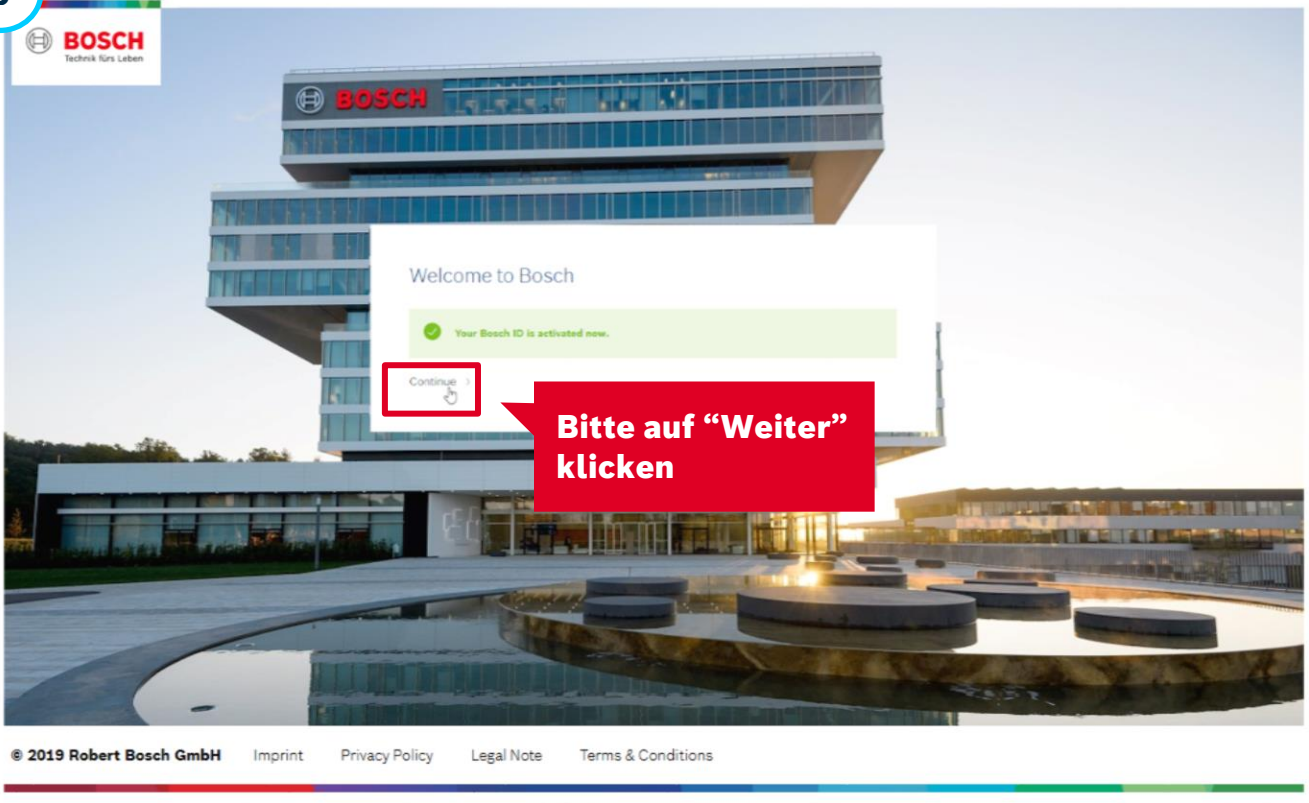 BOSCH
Technik fürs Leben
BOSCH
Welcome to Bosch
Your Bosch ID is activated now.
Continue
Bitte auf “Weiter”
klicken
© 2019 Robert Bosch GmbH Imprint Privacy Policy Legal Note Terms & Conditions